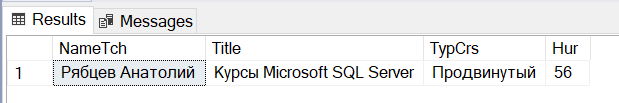 Results Messages
NameTch Title TypCrs Hur
1 Рябцев Анатолий Курсы Microsoft SQL Server Продвинутый 56